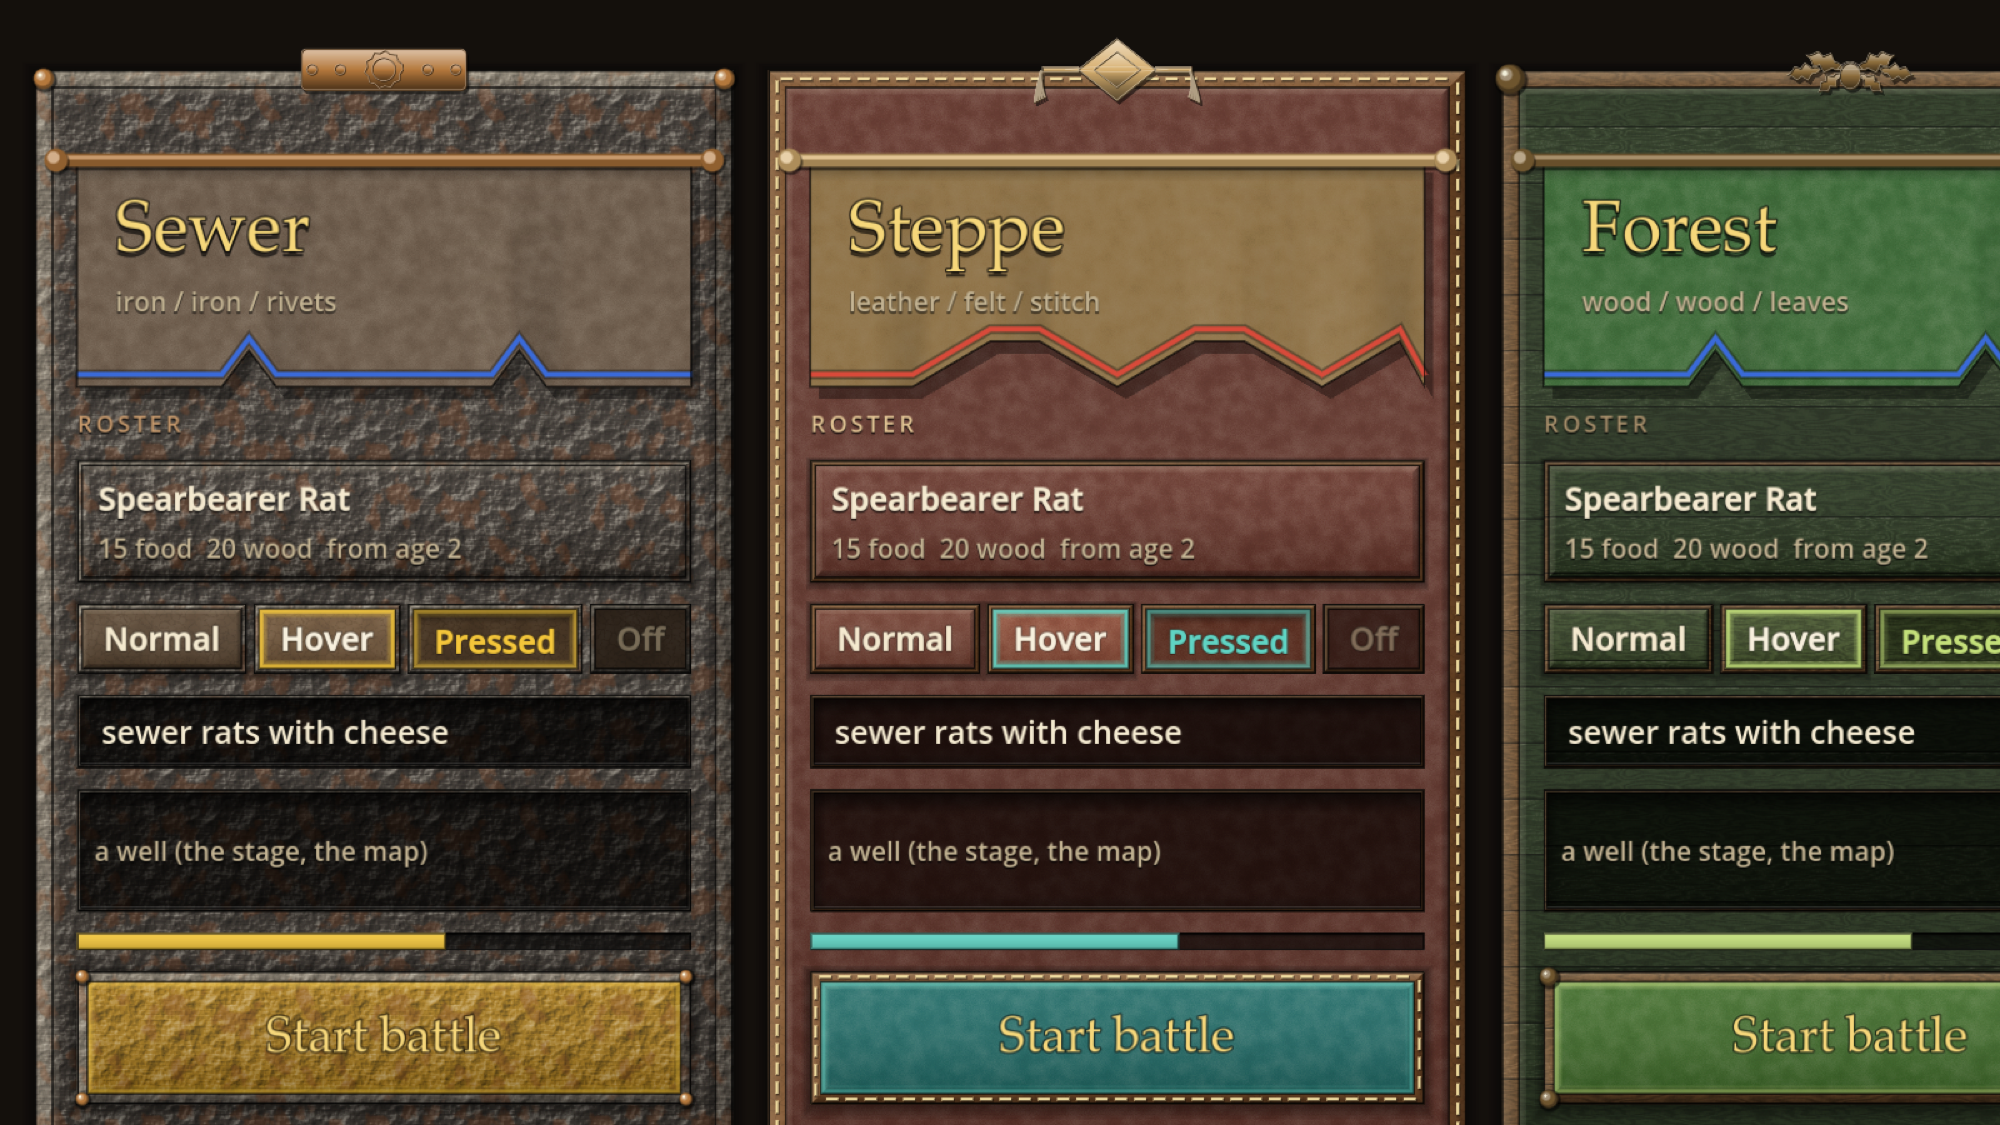 Sewer
iron / iron / rivets
ROSTER
Spearbearer Rat
15 food 20 wood from age 2
Normal Hover Pressed Off
sewer rats with cheese
a well (the stage, the map)
Start battle
Steppe
leather / felt / stitch
ROSTER
Spearbearer Rat
15 food 20 wood from age 2
Normal Hover Pressed Off
sewer rats with cheese
a well (the stage, the map)
Start battle
Forest
wood / wood / leaves
ROSTER
Spearbearer Rat
15 food 20 wood from age 2
Normal Hover Presse
sewer rats with cheese
a well (the stage, the map)
Start battle